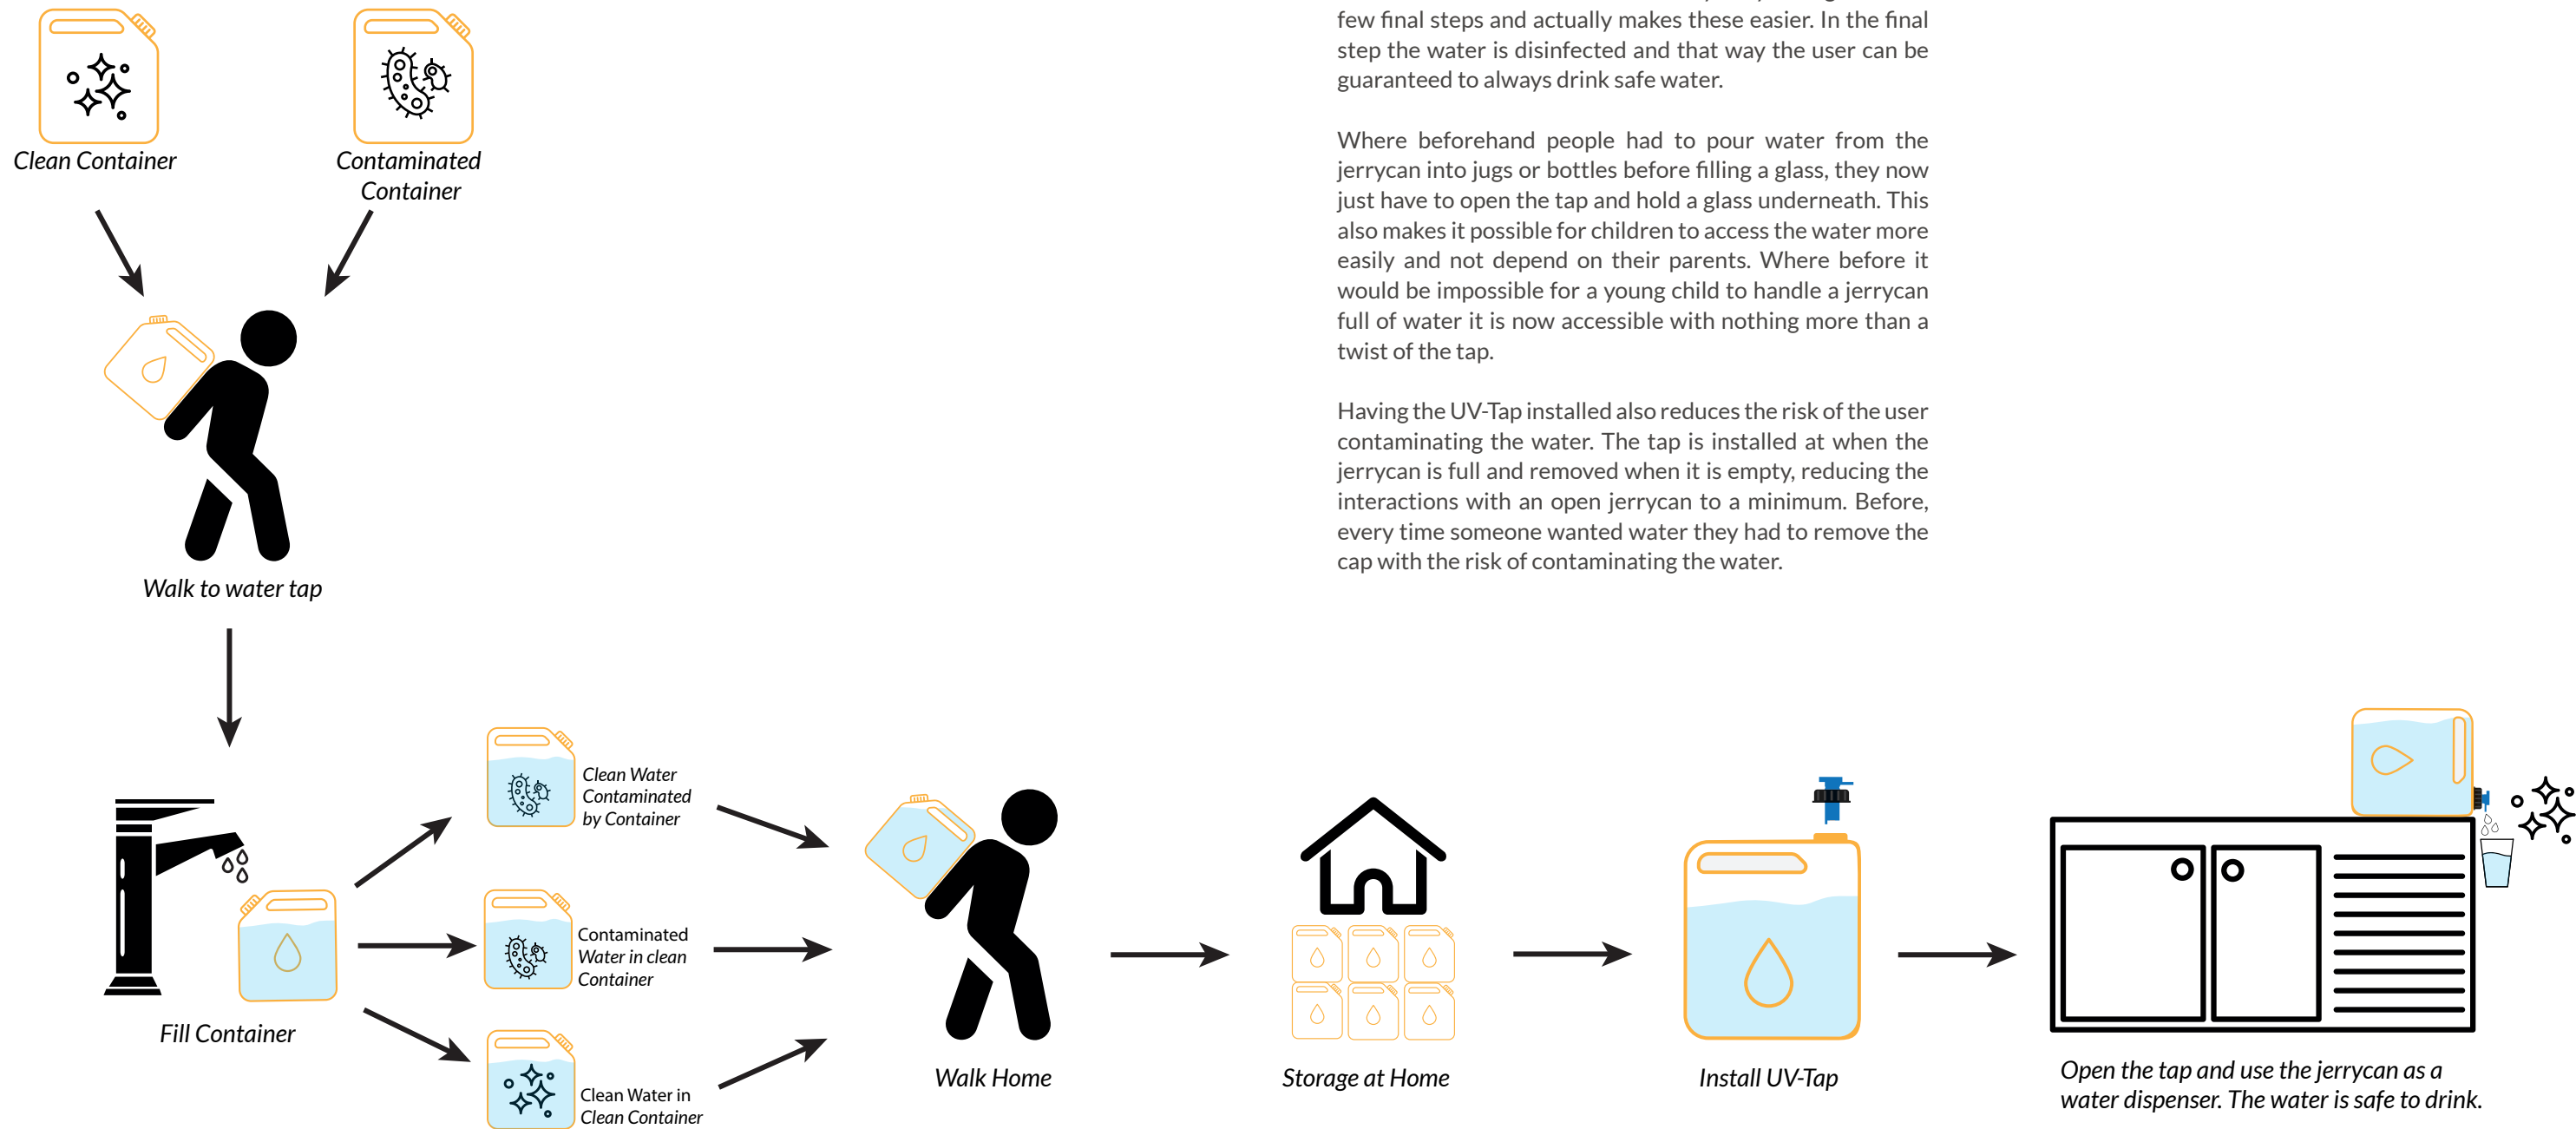 few final steps and actually makes these easier. In the final
step the water is disinfected and that way the user can be
guaranteed to always drink safe water.
Where beforehand people had to pour water from the
jerrycan into jugs or bottles before filling a glass, they now
just have to open the tap and hold a glass underneath. This
also makes it possible for children to access the water more
easily and not depend on their parents. Where before it
would be impossible for a young child to handle a jerrycan
full of water it is now accessible with nothing more than a
twist of the tap.
Having the UV-Tap installed also reduces the risk of the user
contaminating the water. The tap is installed at when the
jerrycan is full and removed when it is empty, reducing the
interactions with an open jerrycan to a minimum. Before,
every time someone wanted water they had to remove the
cap with the risk of contaminating the water.
Clean Container
Contaminated
Container
Walk to water tap
Fill Container
Clean Water
Contaminated
by Container
Contaminated
Water in clean
Container
Clean Water in
Clean Container
Walk Home
Storage at Home
Install UV-Tap
Open the tap and use the jerrycan as a
water dispenser. The water is safe to drink.